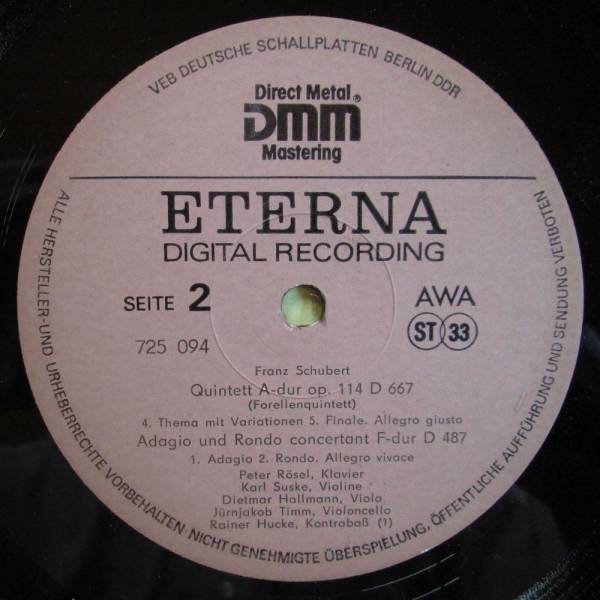 VEB DEUTSCHE SCHALLPLATTEN BERLIN DDR
Direct Metal
DMM®
Mastering
ETERNA
DIGITAL RECORDING
SEITE 2
AWA
725 094
ST 33
Franz Schubert
Quintett A-dur op. 114 D 667
(Forellenquintett)
4. Thema mit Variationen 5. Finale. Allegro giusto
Adagio und Rondo concertant F-dur D 487
1. Adagio 2. Rondo. Allegro vivace
Peter Rösel, Klavier
Karl Suske, Violine
Dietmar Hallmann, Viola
Jürnjakob Timm, Violoncello
Rainer Hucke, Kontrabaß (1)
ALLE HERSTELLER-UND URHEBERRECHTE VORBEHALTEN· NICHT GENEHMIGTE ÜBERSPIELUNG, ÖFFENTLICHE AUFFÜHRUNG UND SENDUNG VERBOTEN